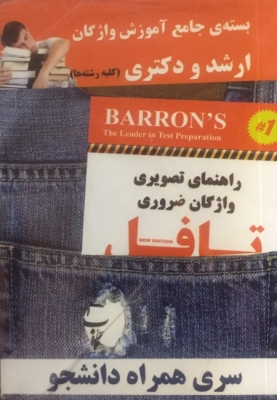 بسته‌ی جامع آموزش واژگان
ارشد و دکتری (کلیه رشته‌ها)
BARRON'S
The Leader in Test Preparation
#1
راهنمای تصویری
واژگان ضروری
تافل
NEW EDITION
سری همراه دانشجو